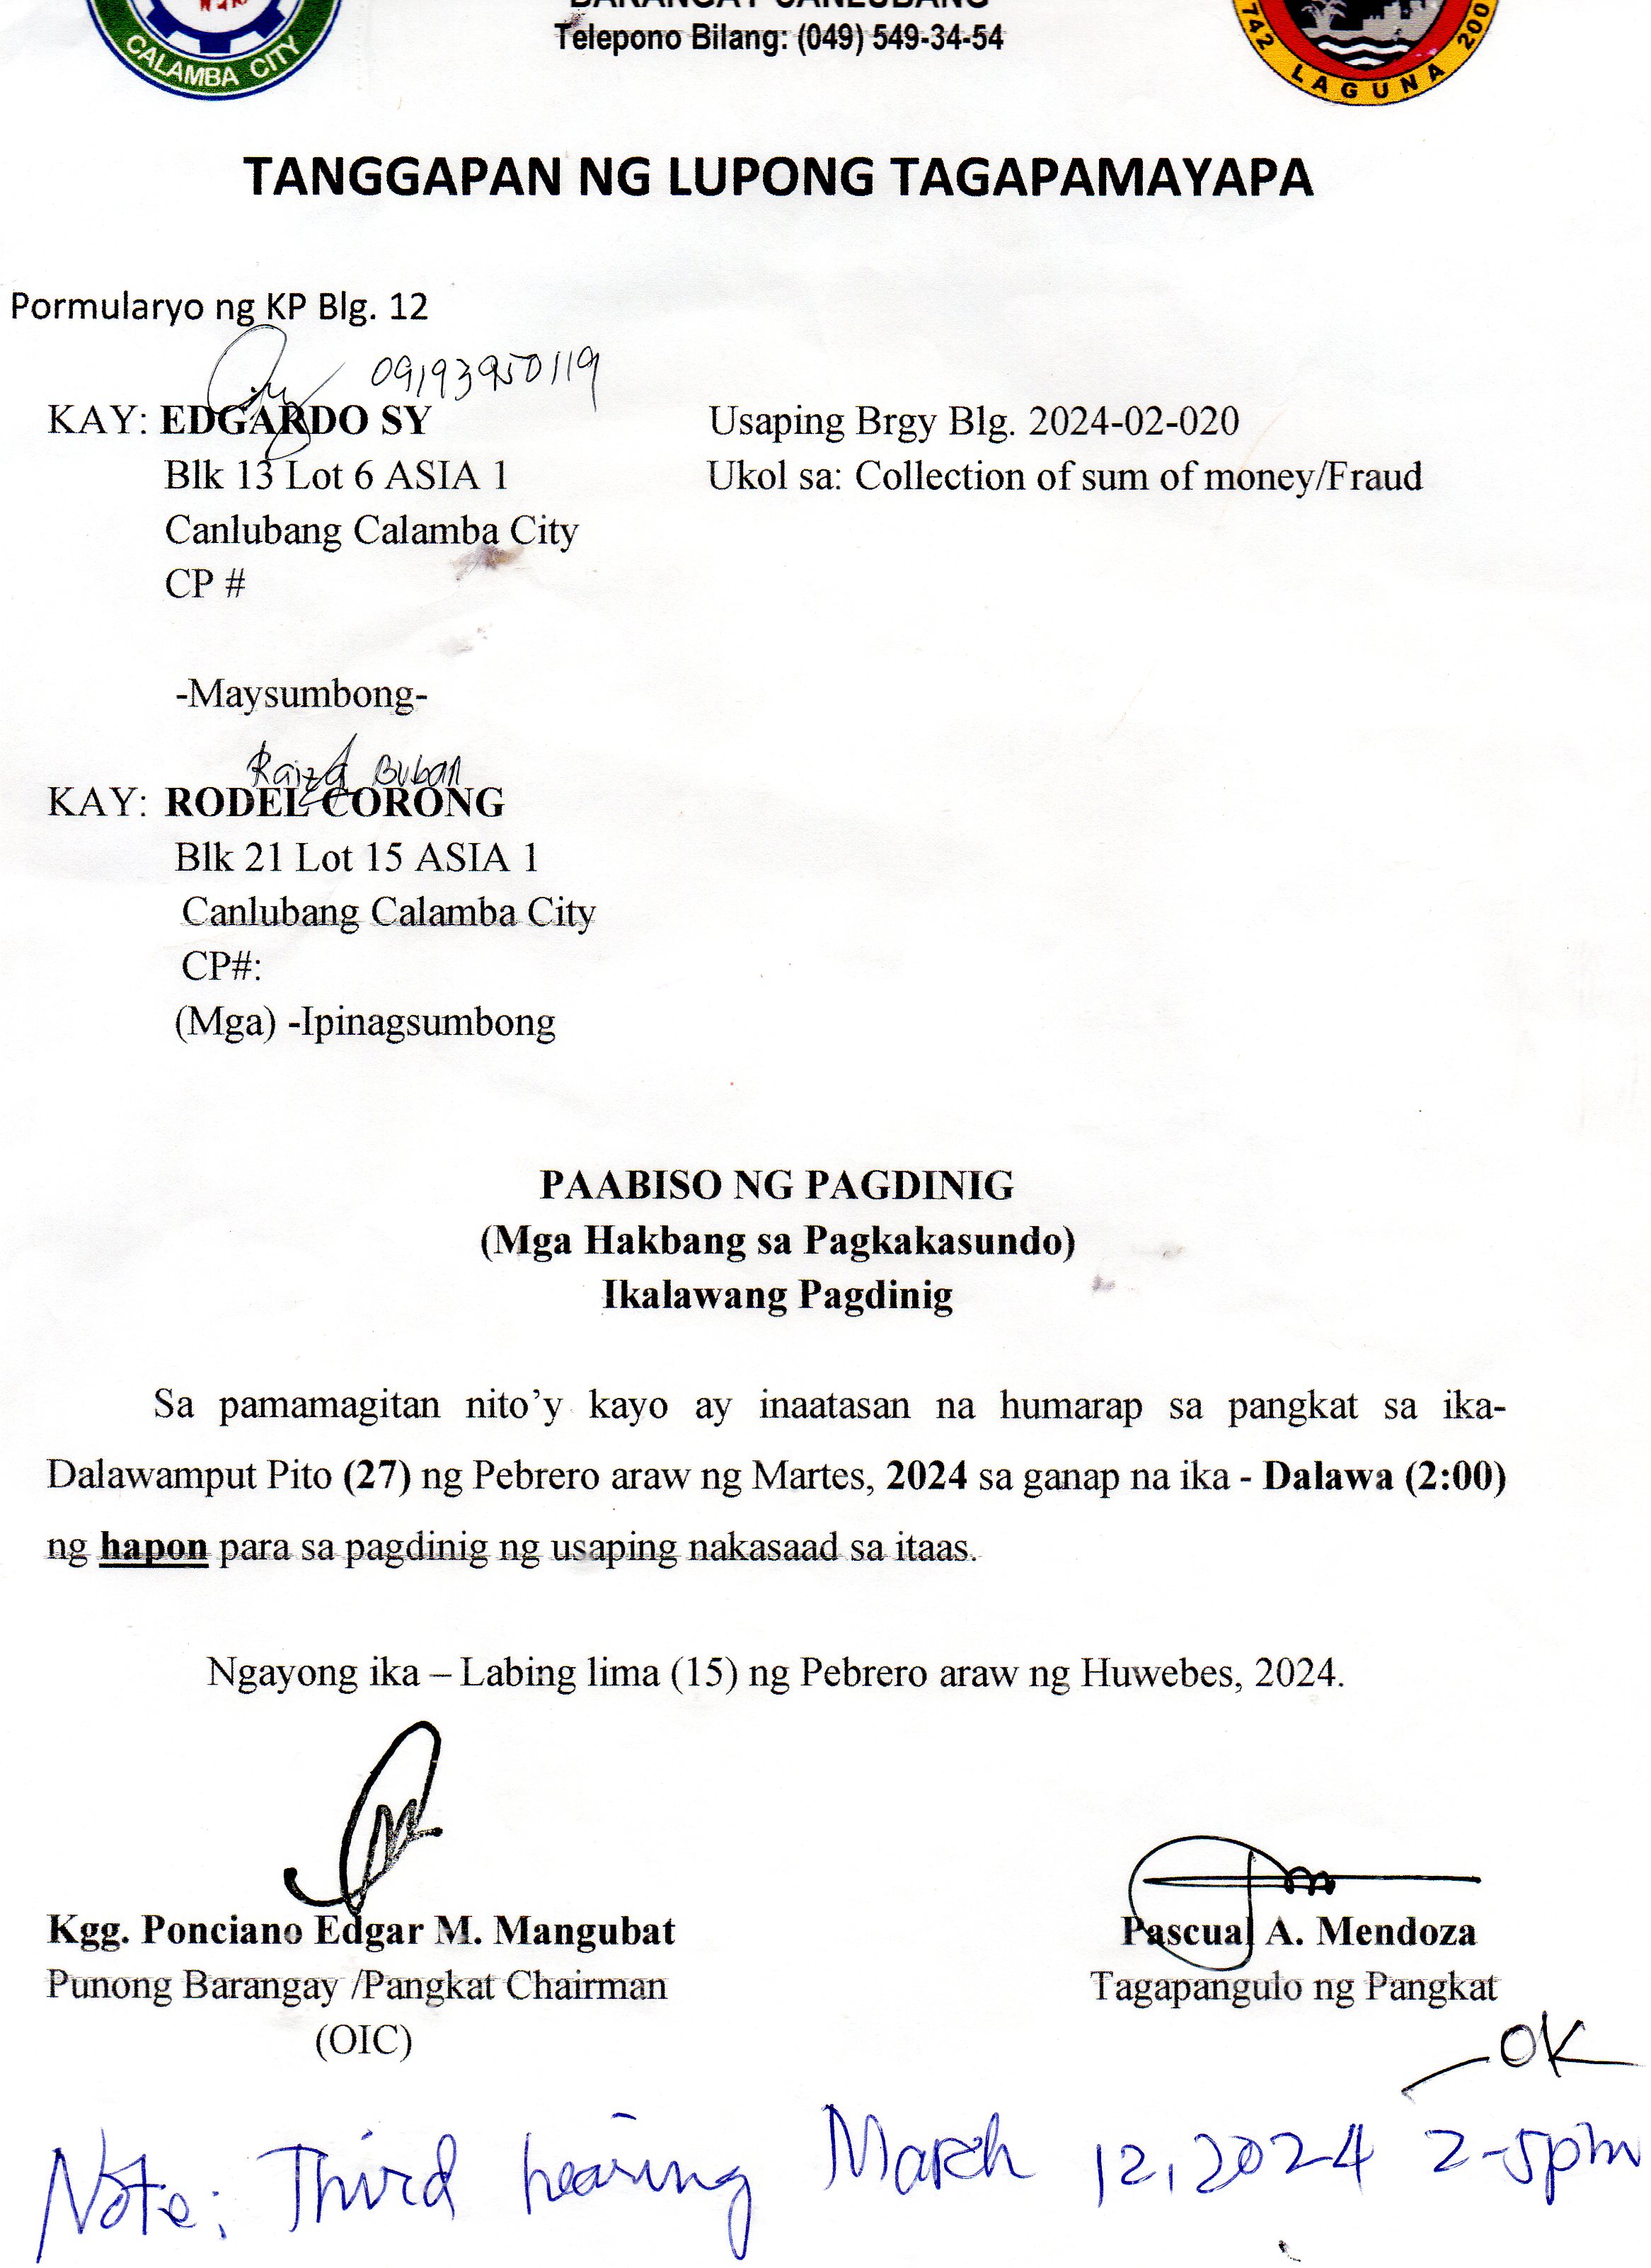 CALAMBA CITY
BARANGAY CANLUBANG
Telepono Bilang: (049) 549-34-54
1742 LAGUNA 200
TANGGAPAN NG LUPONG TAGAPAMAYAPA
Pormularyo ng KP Blg. 12
09193950119
KAY: EDGARDO SY
Usaping Brgy Blg. 2024-02-020
Blk 13 Lot 6 ASIA 1
Ukol sa: Collection of sum of money/Fraud
Canlubang Calamba City
CP #
-Maysumbong-
Raiza Buban
KAY: RODEL CORONG
Blk 21 Lot 15 ASIA 1
Canlubang Calamba City
CP#:
(Mga) -Ipinagsumbong
PAABISO NG PAGDINIG
(Mga Hakbang sa Pagkakasundo)
Ikalawang Pagdinig
Sa pamamagitan nito’y kayo ay inaatasan na humarap sa pangkat sa ika-
Dalawamput Pito (27) ng Pebrero araw ng Martes, 2024 sa ganap na ika - Dalawa (2:00)
ng hapon para sa pagdinig ng usaping nakasaad sa itaas.
Ngayong ika – Labing lima (15) ng Pebrero araw ng Huwebes, 2024.
Kgg. Ponciano Edgar M. Mangubat
Pascual A. Mendoza
Punong Barangay /Pangkat Chairman
Tagapangulo ng Pangkat
(OIC)
OK
Note: Third hearing March 12, 2024 2-5pm